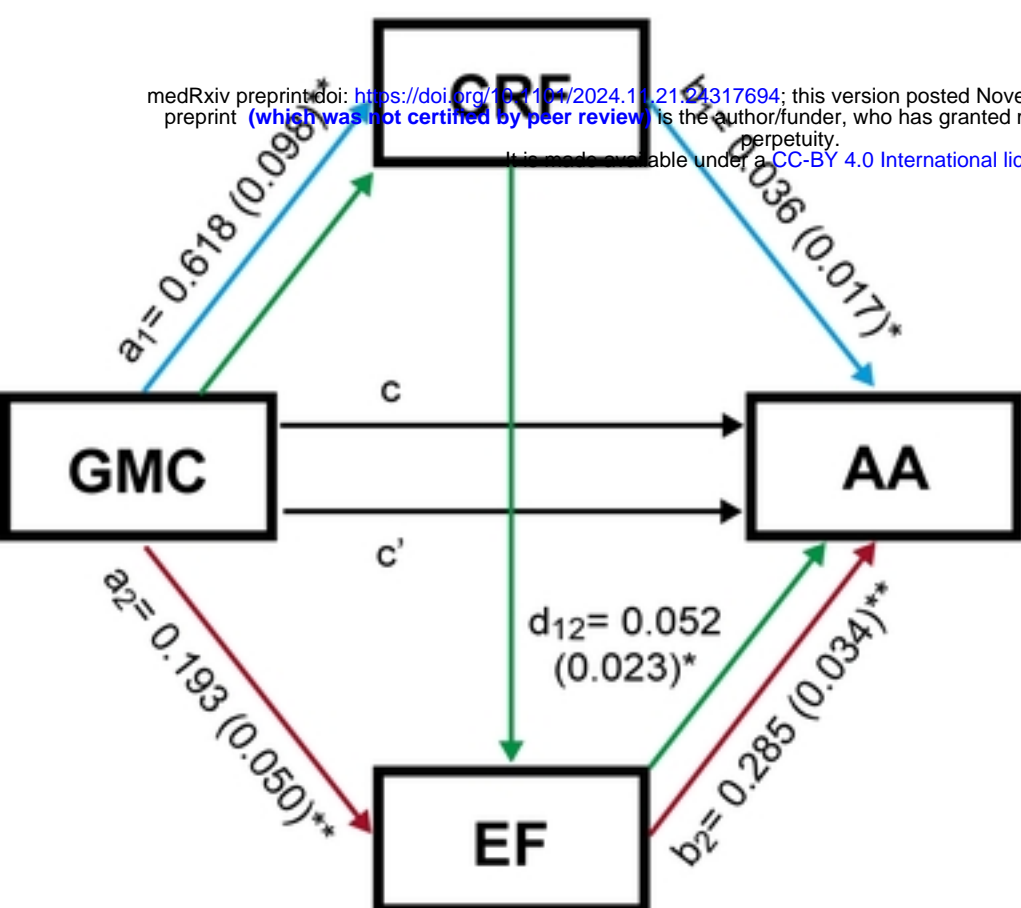 CRF
medRxiv preprint doi: https://doi.org/10.1101/2024.11.21.24317694; this version posted
preprint (which was not certified by peer review) is the author/funder, who has granted
perpetuity.
It is made available under a CC-BY 4.0 International
a1= 0.618 (0.098)**
b1= 0.036 (0.017)*
c
GMC
AA
c'
d12= 0.052
(0.023)*
a2= 0.193 (0.050)**
b2= 0.285 (0.034)**
EF